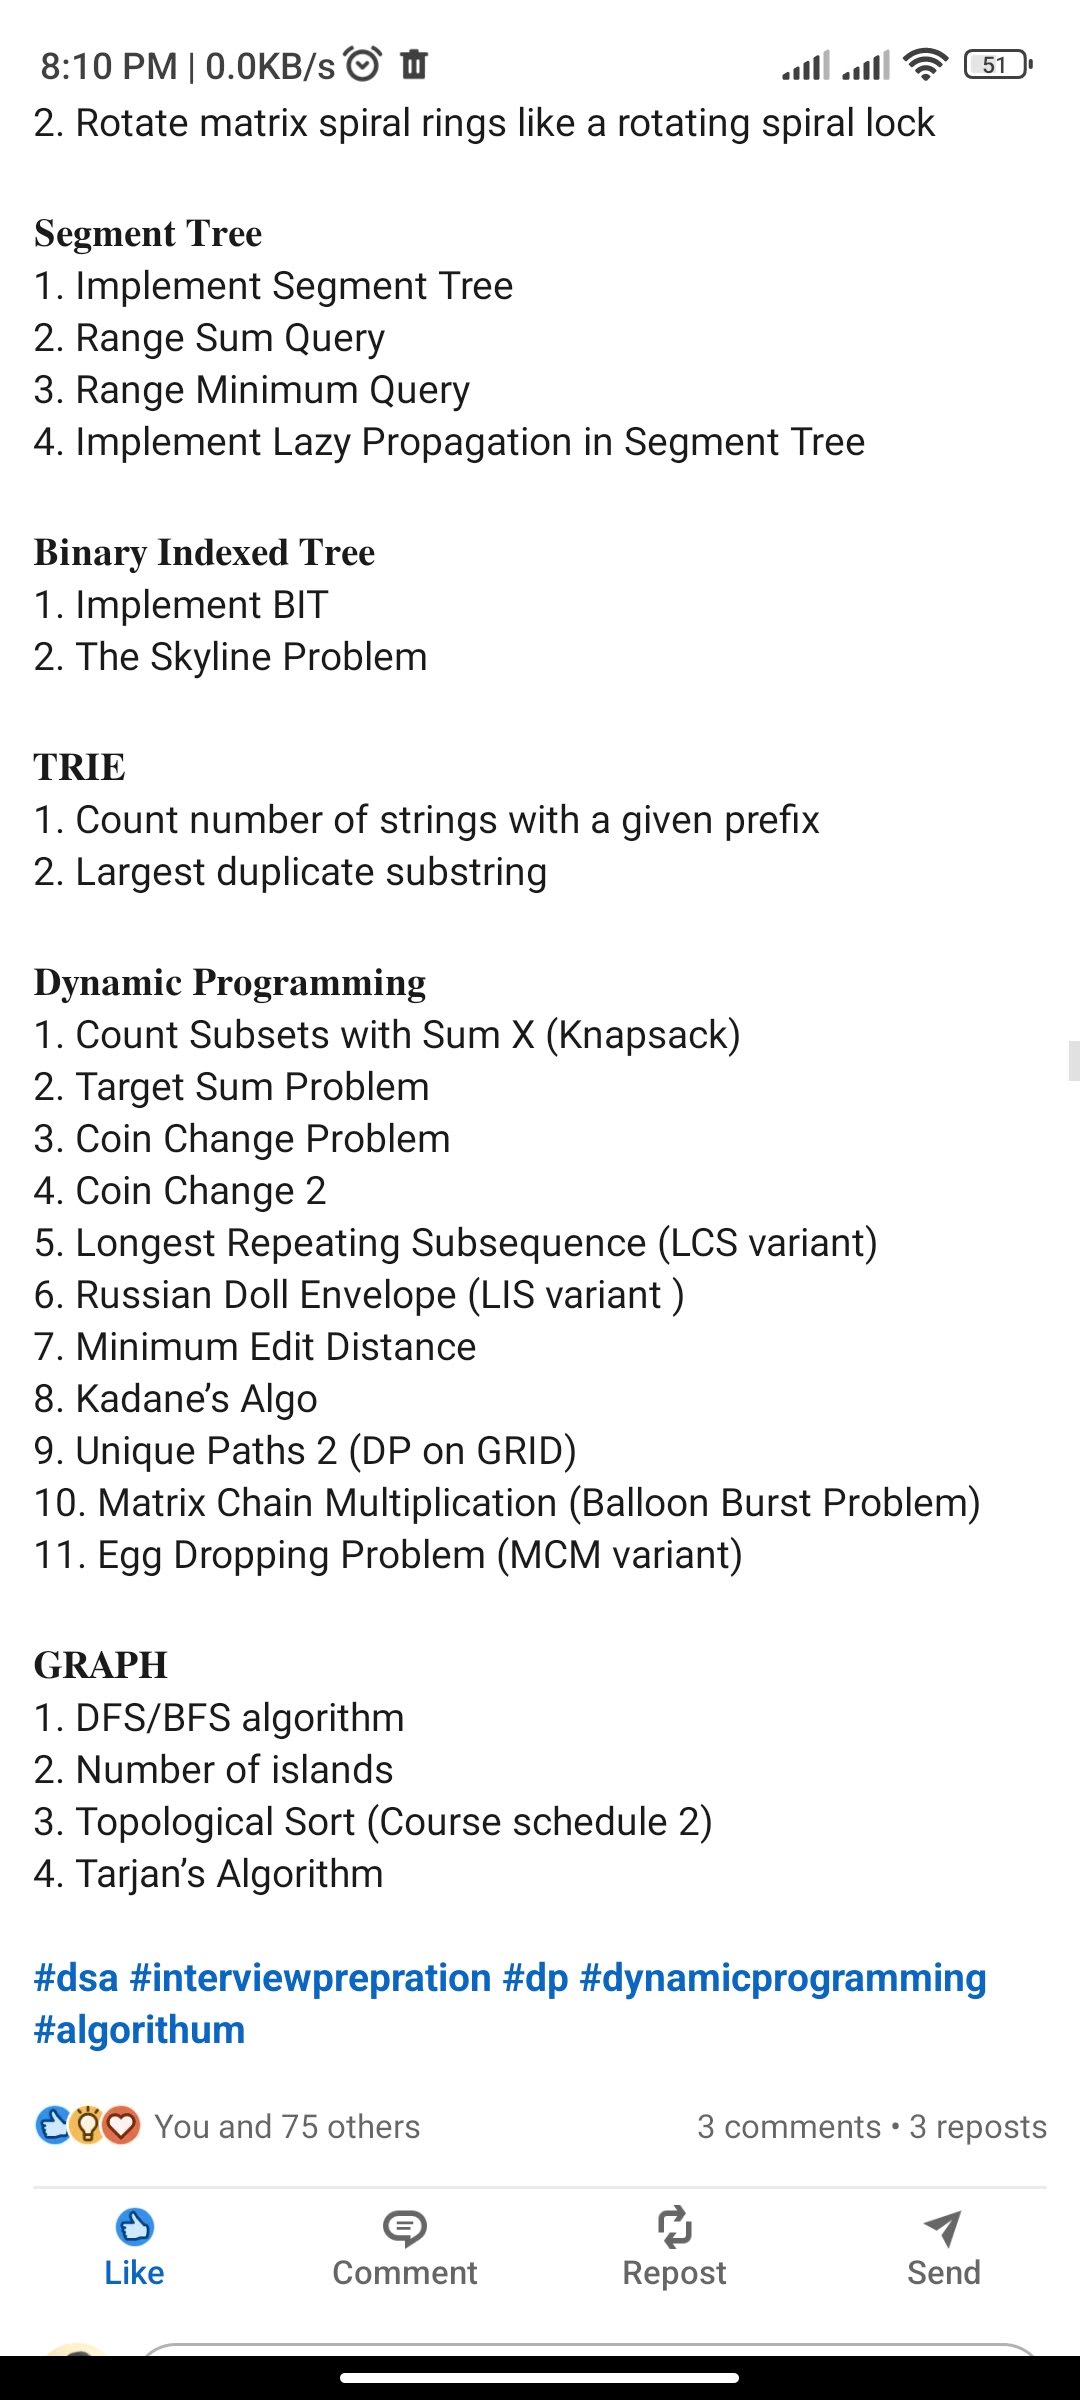 8:10 PM | 0.0KB/s 51
2. Rotate matrix spiral rings like a rotating spiral lock
Segment Tree
1. Implement Segment Tree
2. Range Sum Query
3. Range Minimum Query
4. Implement Lazy Propagation in Segment Tree
Binary Indexed Tree
1. Implement BIT
2. The Skyline Problem
TRIE
1. Count number of strings with a given prefix
2. Largest duplicate substring
Dynamic Programming
1. Count Subsets with Sum X (Knapsack)
2. Target Sum Problem
3. Coin Change Problem
4. Coin Change 2
5. Longest Repeating Subsequence (LCS variant)
6. Russian Doll Envelope (LIS variant )
7. Minimum Edit Distance
8. Kadane’s Algo
9. Unique Paths 2 (DP on GRID)
10. Matrix Chain Multiplication (Balloon Burst Problem)
11. Egg Dropping Problem (MCM variant)
GRAPH
1. DFS/BFS algorithm
2. Number of islands
3. Topological Sort (Course schedule 2)
4. Tarjan’s Algorithm
#dsa #interviewprepration #dp #dynamicprogramming
#algorithum
You and 75 others 3 comments • 3 reposts
Like Comment Repost Send